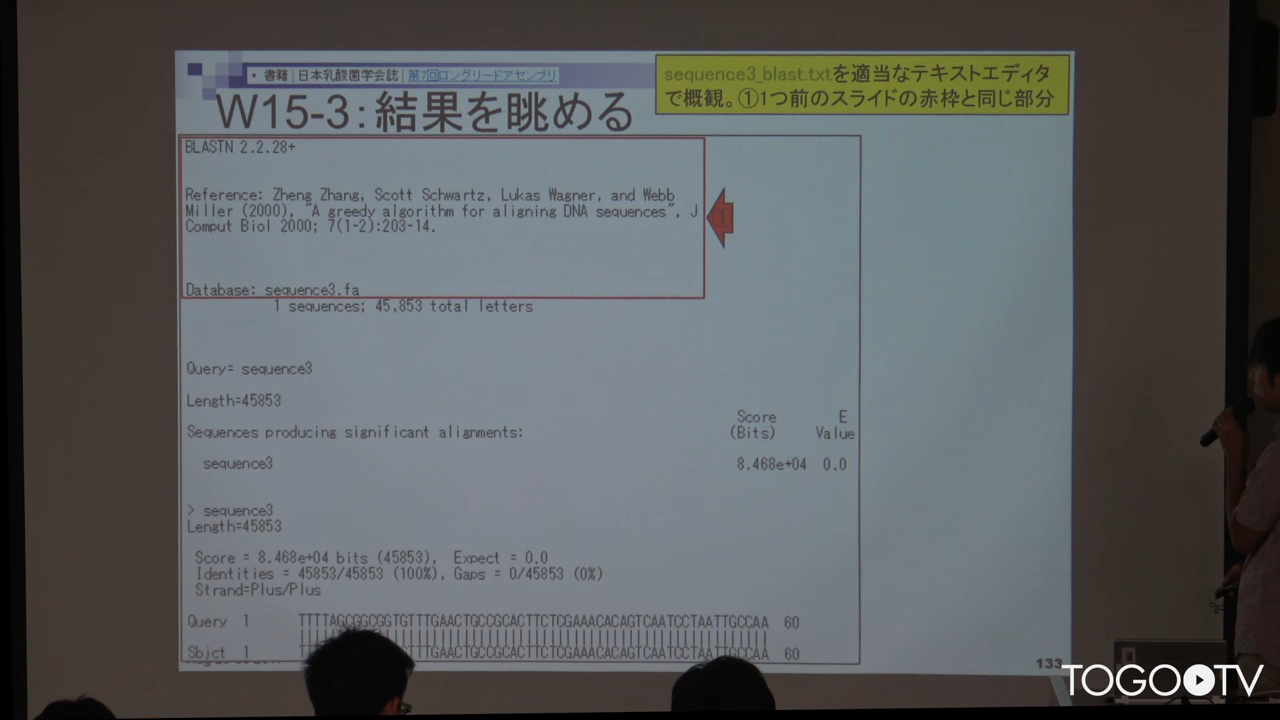 • 書籍 | 日本乳酸菌学会誌 | 第7回ロングリードアセンブリ
sequence3_blast.txtを適当なテキストエディタ
で概観。①1つ前のスライドの赤枠と同じ部分
W15-3:結果を眺める
BLASTN 2.2.28+
Reference: Zheng Zhang, Scott Schwartz, Lukas Wagner, and Webb
Miller (2000), "A greedy algorithm for aligning DNA sequences", J
Comput Biol 2000; 7(1-2):203-14.
①
Database: sequence3.fa
1 sequences; 45,853 total letters
Query= sequence3
Length=45853
Score E
Sequences producing significant alignments: (Bits) Value
sequence3 8.468e+04 0.0
> sequence3
Length=45853
Score = 8.468e+04 bits (45853), Expect = 0.0
Identities = 45853/45853 (100%), Gaps = 0/45853 (0%)
Strand=Plus/Plus
Query 1 TTTTAGCGGCGGTGTTTGAACTGCCGCACTTCTCGAAACACAGTCAATCCTAATTGCCAA 60
||||||||||||||||||||||||||||||||||||||||||||||||||||||||||||
Sbjct 1 60
133
TOGOTV